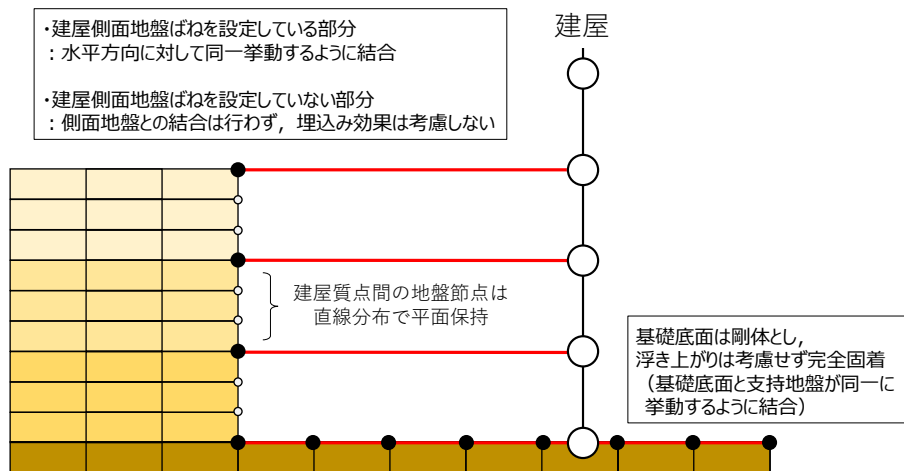 ・建屋側面地盤ばねを設定している部分
：水平方向に対して同一挙動するように結合
・建屋側面地盤ばねを設定していない部分
：側面地盤との結合は行わず，埋込み効果は考慮しない
建屋
建屋質点間の地盤節点は
直線分布で平面保持
基礎底面は剛体とし，
浮き上がりは考慮せず完全固着
（基礎底面と支持地盤が同一に
挙動するように結合）